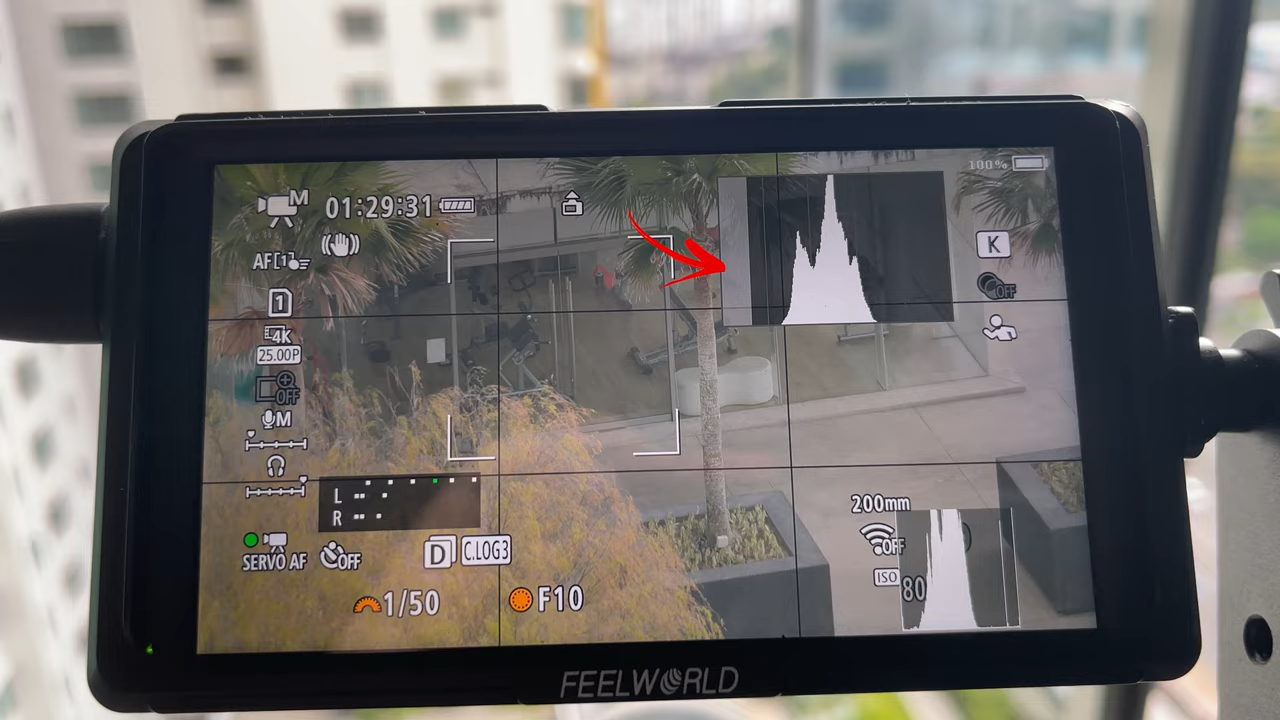 100%
M
01:29:31
K
AF
OFF
1
4K
25.00P
OFF
M
L
R
200mm
OFF
SERVO AF
OFF
D
C.LOG3
ISO
80
1/50
F10
FEELWORLD